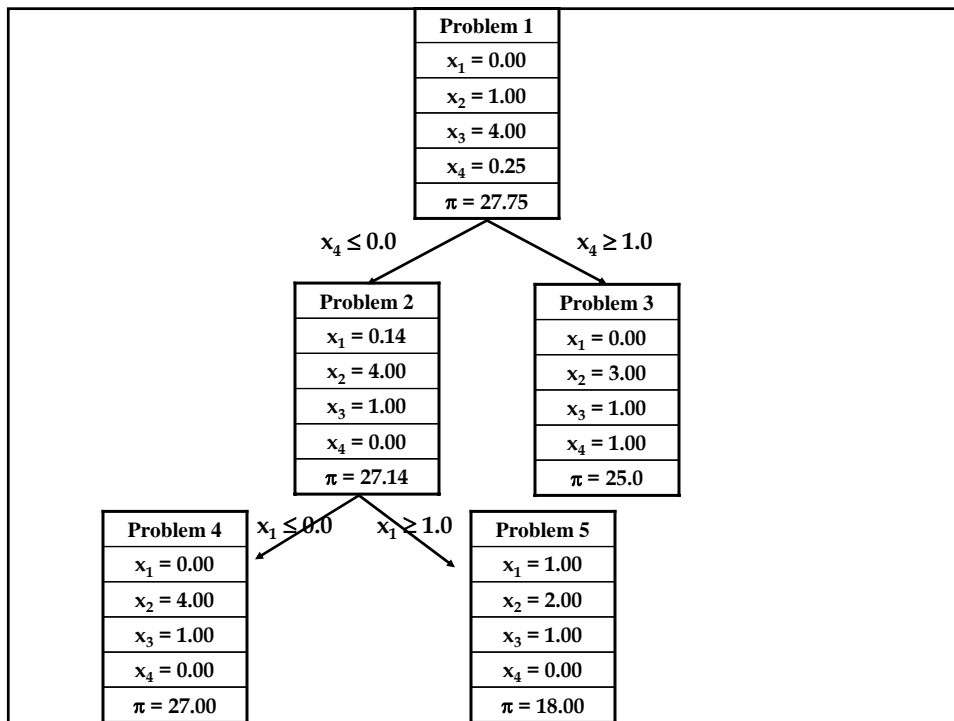 Problem 1
x₁ = 0.00
x₂ = 1.00
x₃ = 4.00
x₄ = 0.25
π = 27.75
x₄ ≤ 0.0
x₄ ≥ 1.0
Problem 2
x₁ = 0.14
x₂ = 4.00
x₃ = 1.00
x₄ = 0.00
π = 27.14
Problem 3
x₁ = 0.00
x₂ = 3.00
x₃ = 1.00
x₄ = 1.00
π = 25.0
x₁ ≤ 0.0
x₁ ≥ 1.0
Problem 4
x₁ = 0.00
x₂ = 4.00
x₃ = 1.00
x₄ = 0.00
π = 27.00
Problem 5
x₁ = 1.00
x₂ = 2.00
x₃ = 1.00
x₄ = 0.00
π = 18.00